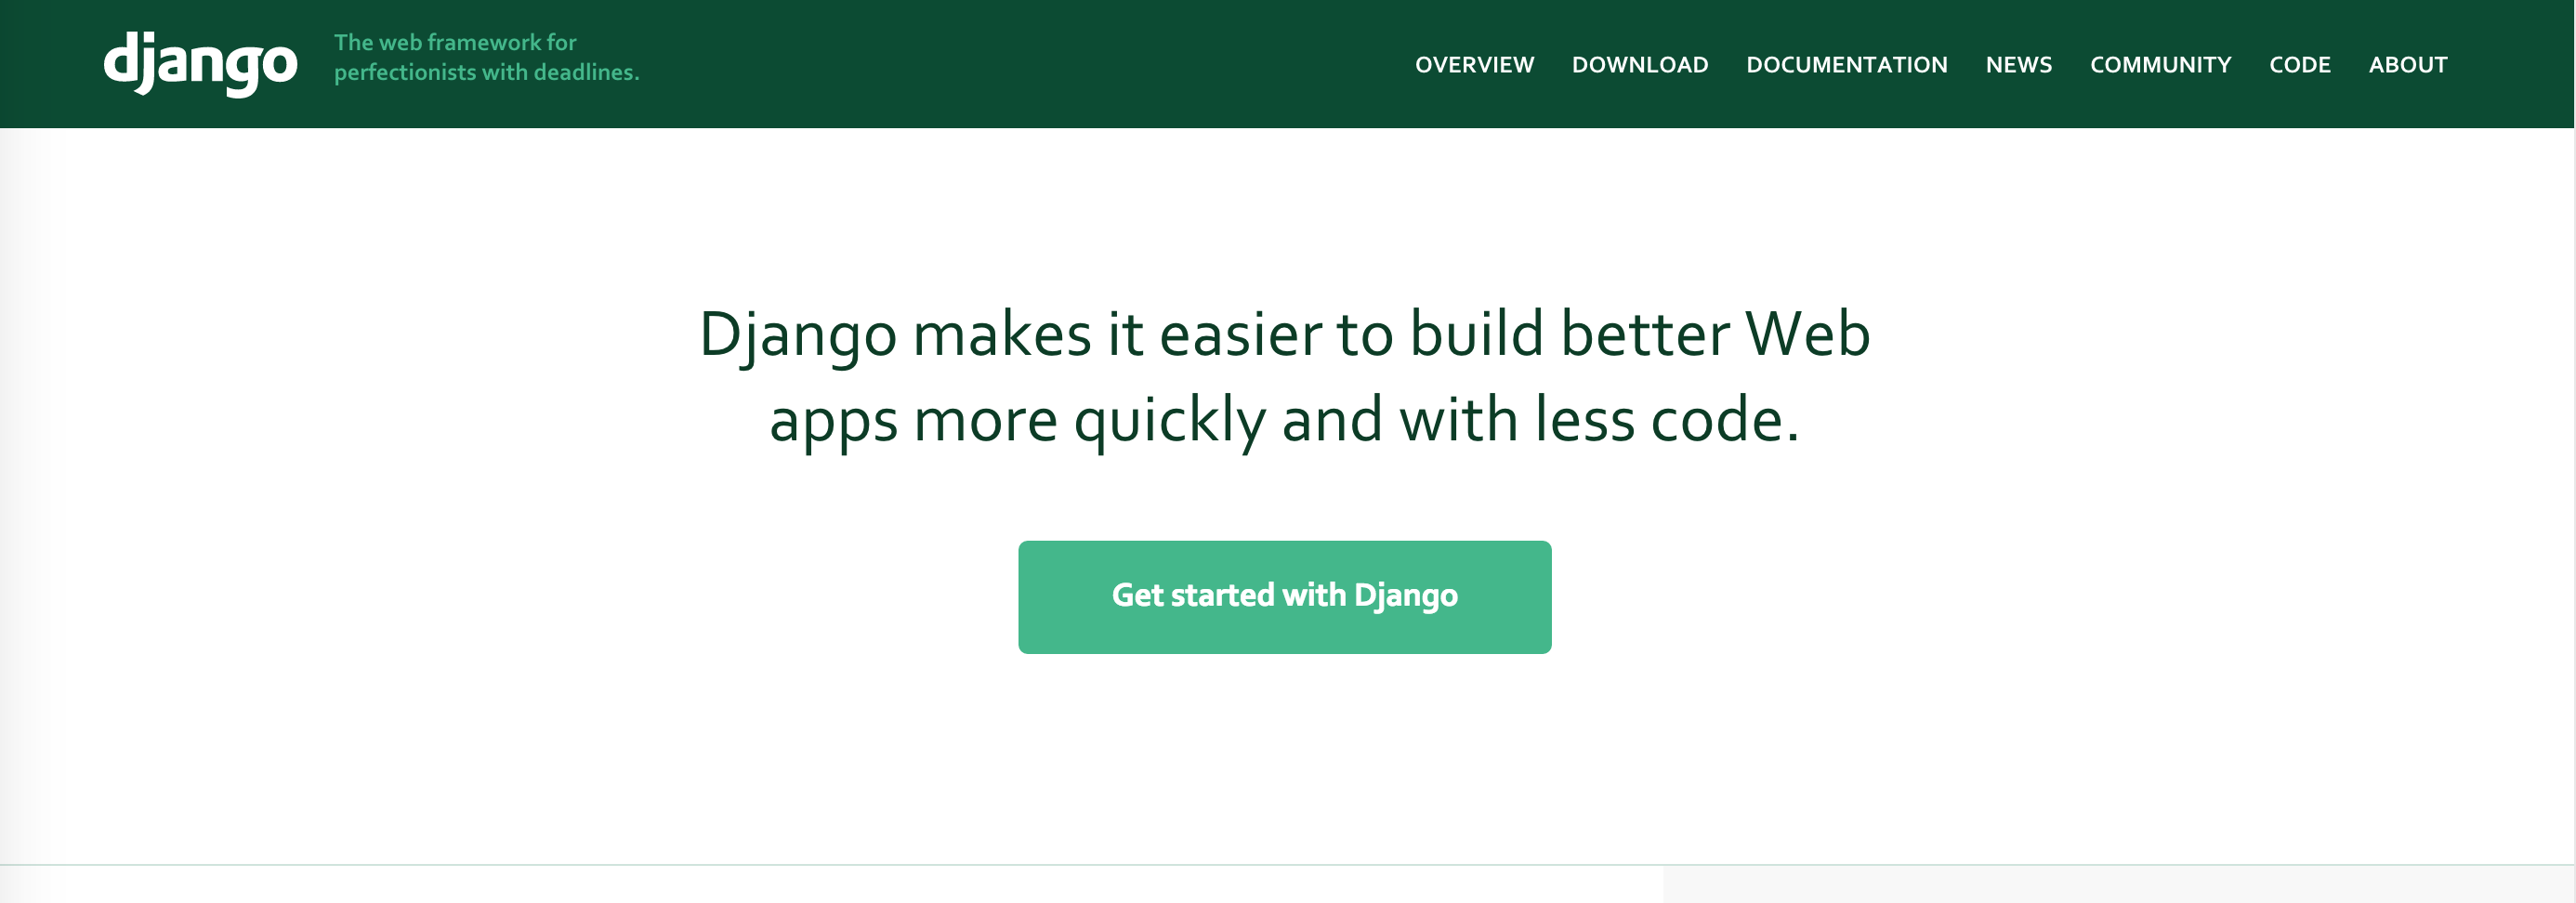 django
The web framework for
perfectionists with deadlines.
OVERVIEW DOWNLOAD DOCUMENTATION NEWS COMMUNITY CODE ABOUT
Django makes it easier to build better Web
apps more quickly and with less code.
Get started with Django